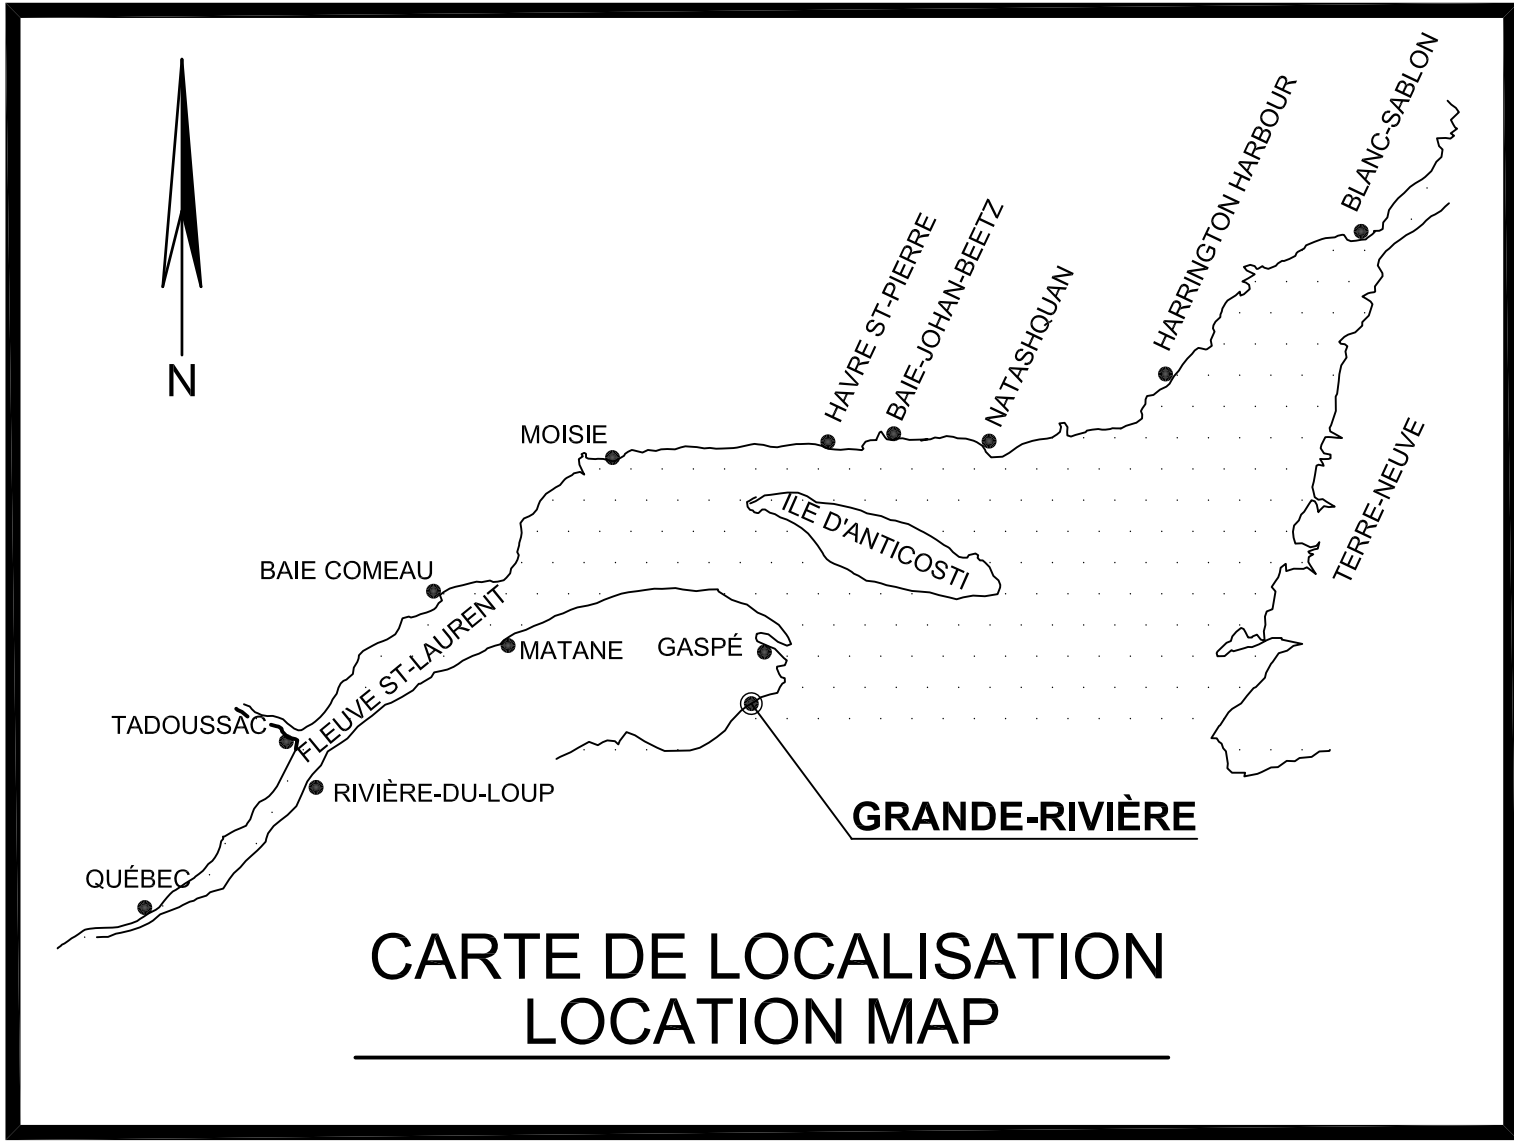 BLANC-SABLON
HARRINGTON HARBOUR
HAVRE ST-PIERRE
BAIE-JOHAN-BEETZ
NATASHQUAN
N
MOISIE
TERRE-NEUVE
ILE D'ANTICOSTI
BAIE COMEAU
FLEUVE ST-LAURENT
MATANE
GASPÉ
TADOUSSAC
RIVIÈRE-DU-LOUP
GRANDE-RIVIÈRE
QUÉBEC
CARTE DE LOCALISATION
LOCATION MAP